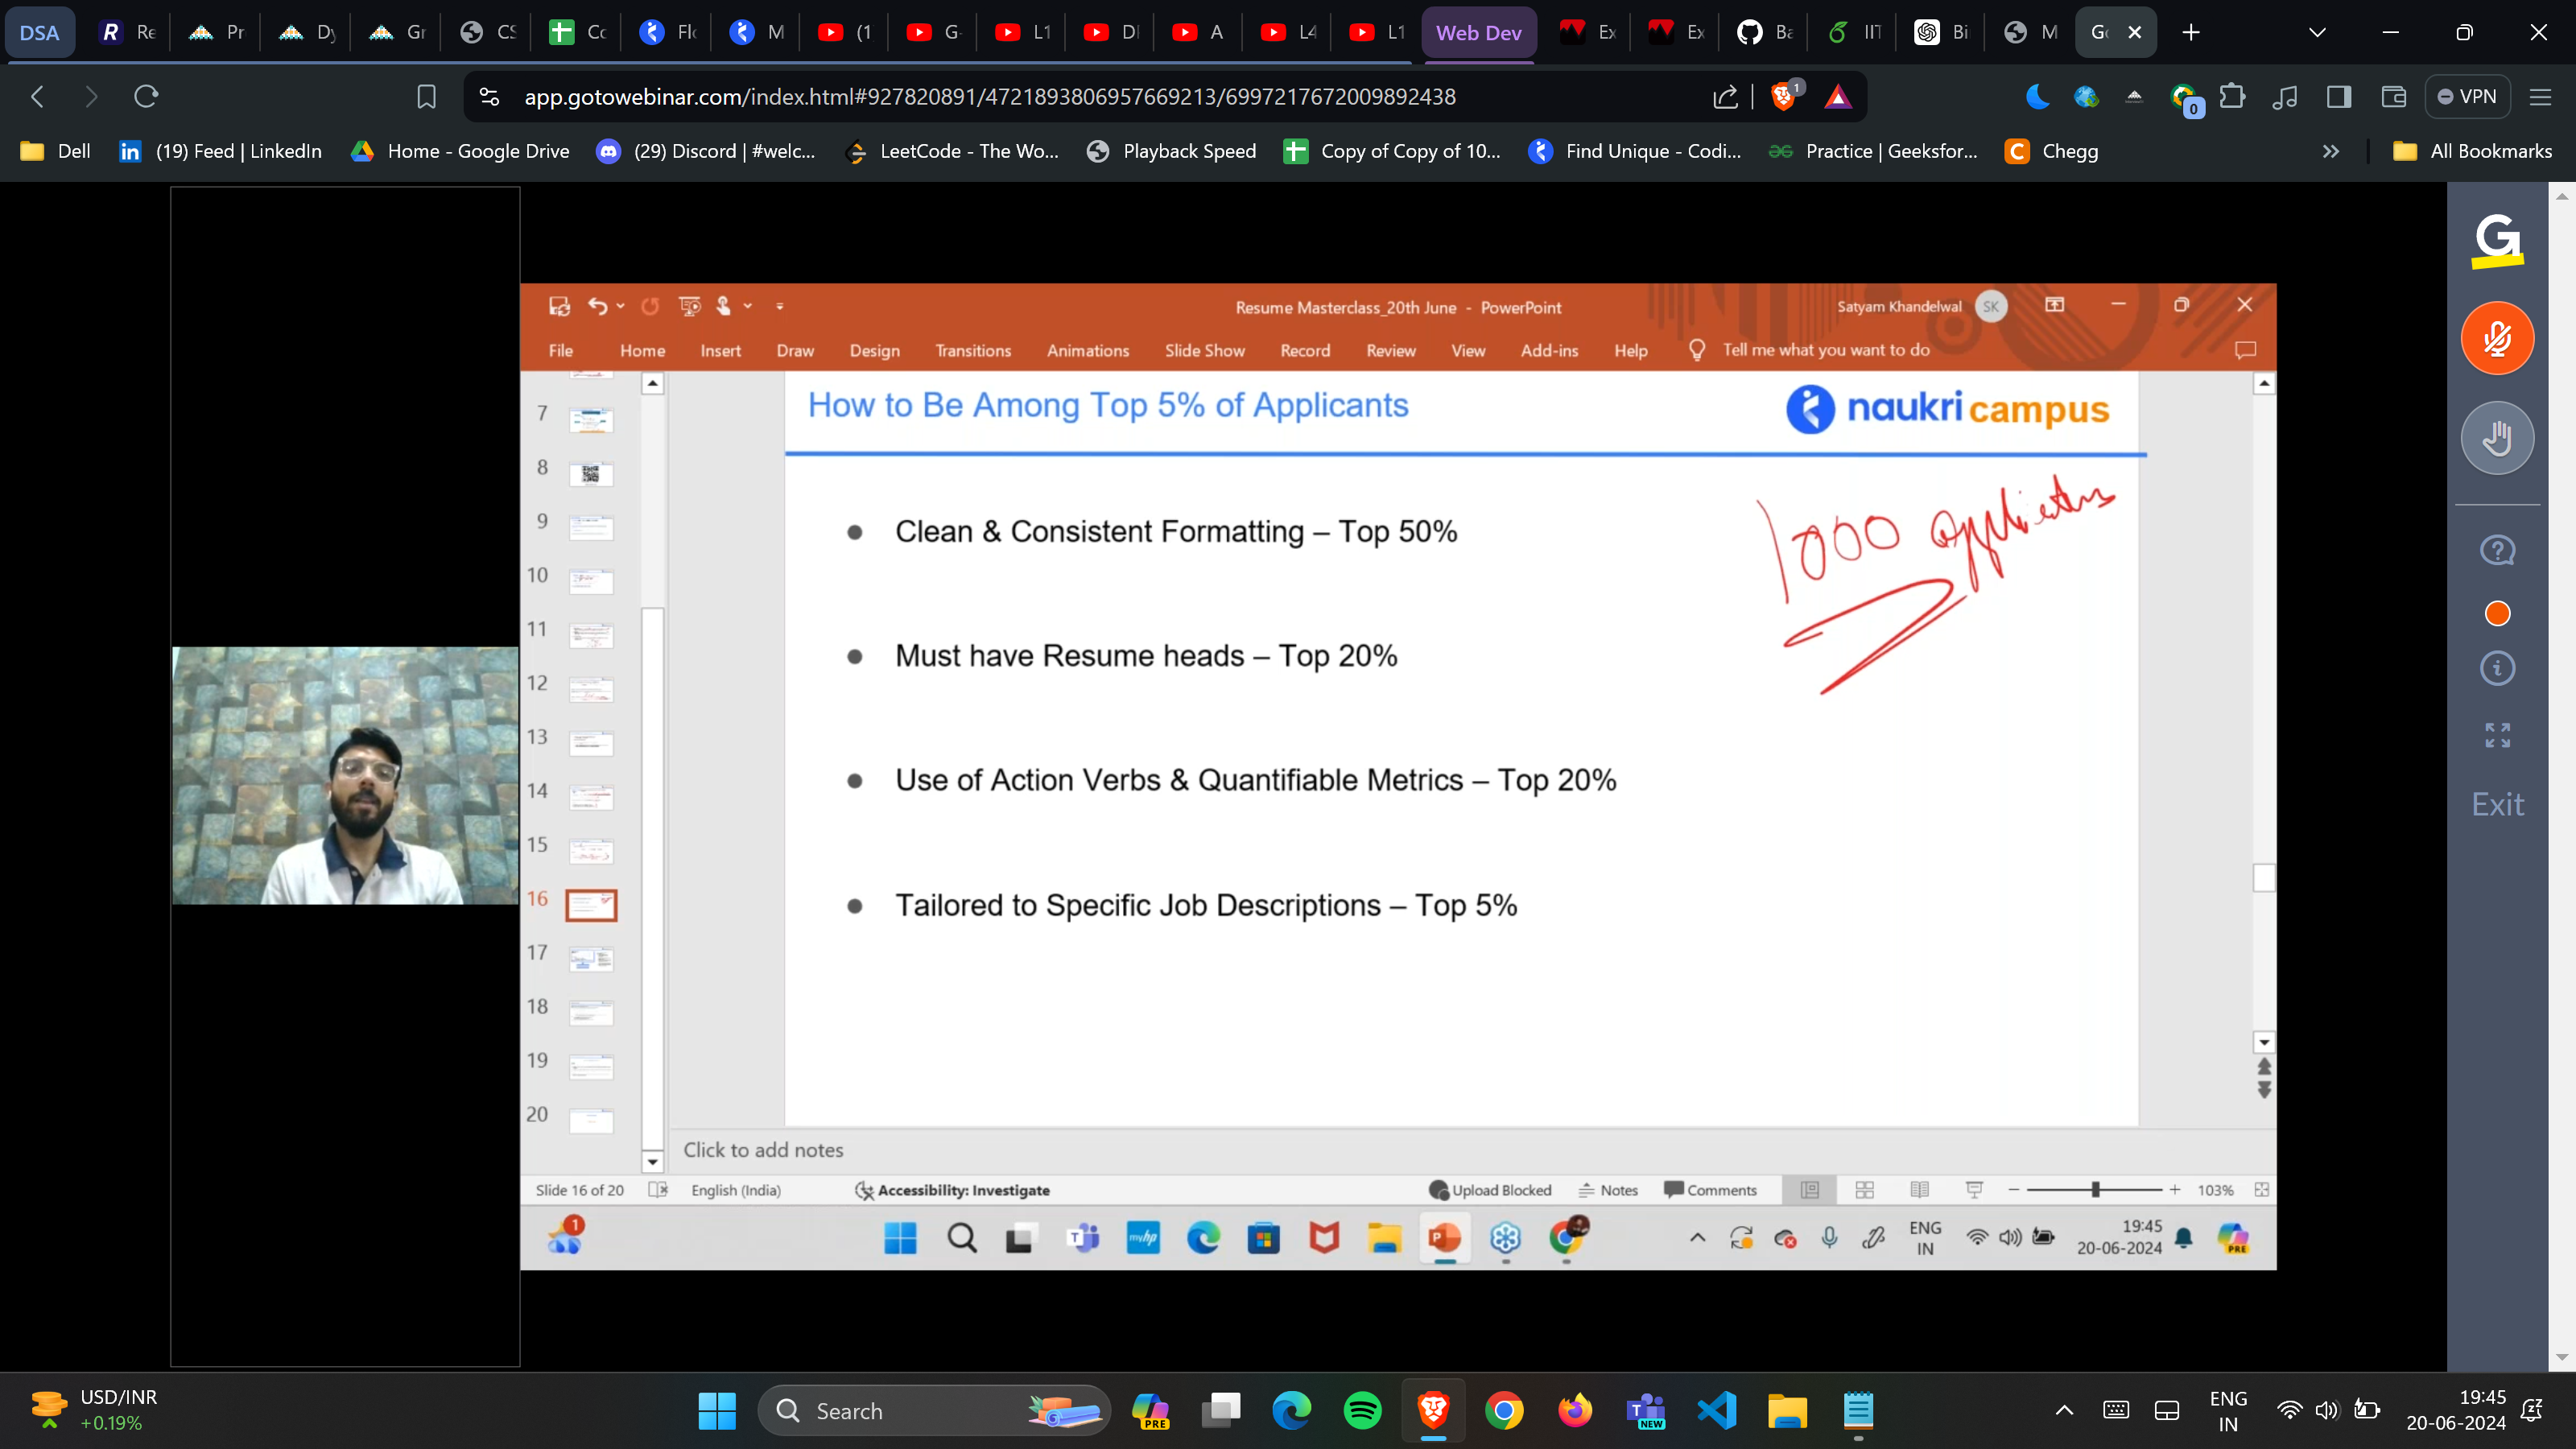 DSA Re Pr Dy Gr CS Cc Flo M (1 G- L1 DI A L4 L1 Web Dev Ex Ex Ba IIT Bi M Go
app.gotowebinar.com/index.html#927820891/4721893806957669213/6997217672009892438 1 0 VPN
Dell (19) Feed | LinkedIn Home - Google Drive (29) Discord | #welc... LeetCode - The Wo... Playback Speed Copy of Copy of 10... Find Unique - Codi... Practice | Geeksfor... Chegg All Bookmarks
Resume Masterclass_20th June - PowerPoint Satyam Khandelwal SK
File Home Insert Draw Design Transitions Animations Slide Show Record Review View Add-ins Help Tell me what you want to do
How to Be Among Top 5% of Applicants
naukri campus
1000
Clean & Consistent Formatting – Top 50%
Must have Resume heads – Top 20%
Use of Action Verbs & Quantifiable Metrics – Top 20%
Tailored to Specific Job Descriptions – Top 5%
7
8
9
10
11
12
13
14
15
16
17
18
19
20
Click to add notes
Slide 16 of 20 English (India) Accessibility: Investigate Upload Blocked Notes Comments 103%
1 myhp ENG
IN 19:45
20-06-2024 PRE
Exit
USD/INR
+0.19%
Search PRE NEW
ENG
IN
19:45
20-06-2024